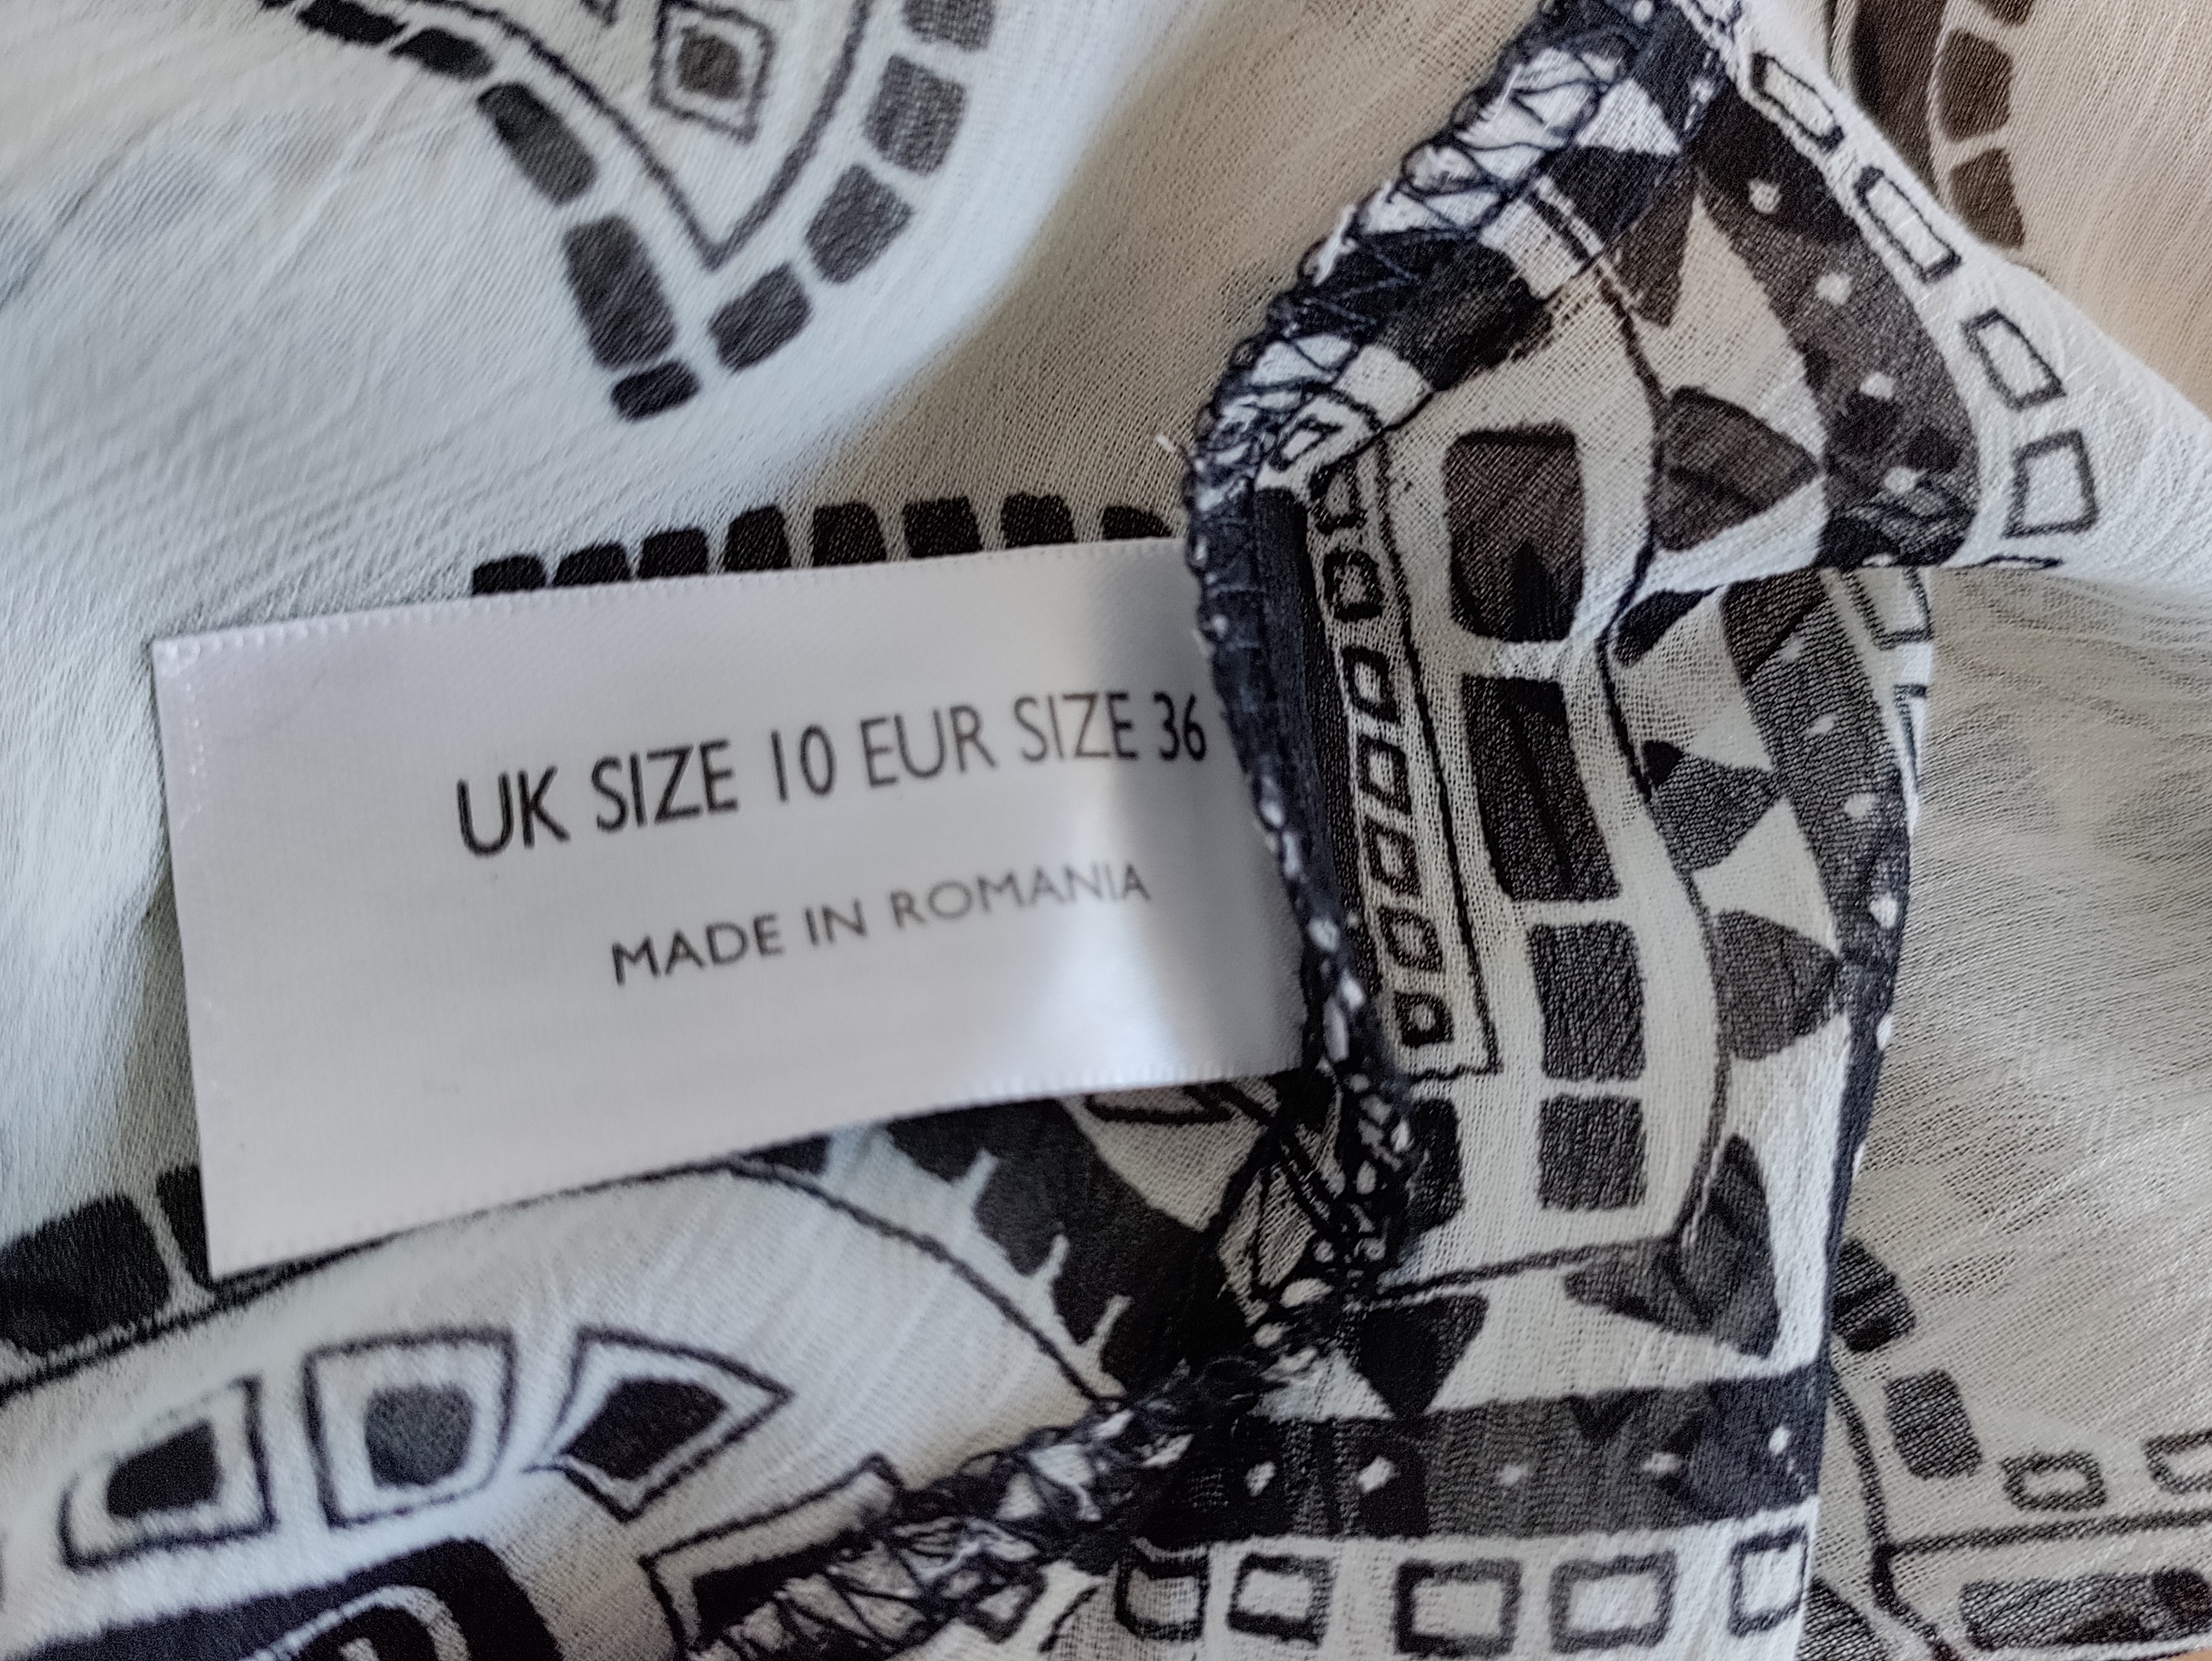 UK SIZE 10 EUR SIZE 36
MADE IN ROMANIA